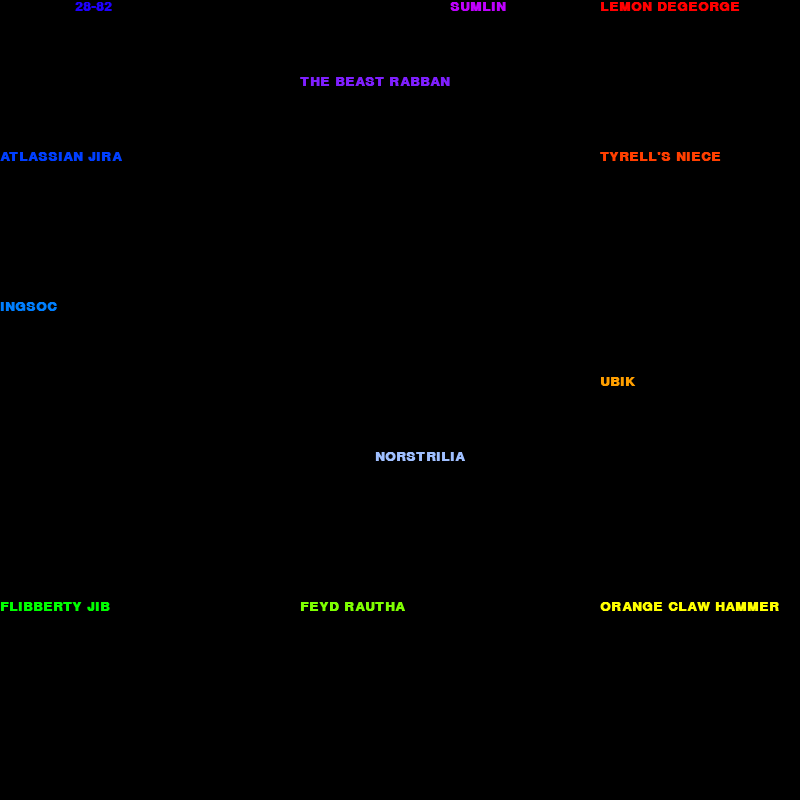 28-82
SUMLIN
LEMON DEGEORGE
THE BEAST RABBAN
ATLASSIAN JIRA
TYRELL'S NIECE
INGSOC
UBIK
NORSTRILIA
FLIBBERTY JIB
FEYD RAUTHA
ORANGE CLAW HAMMER